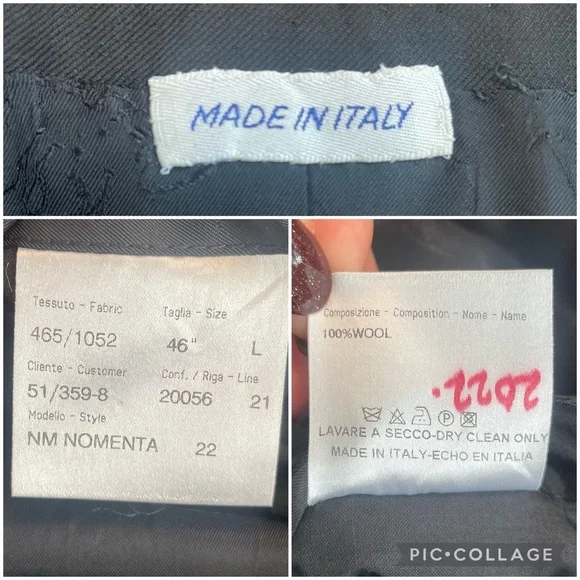 MADE IN ITALY
Tessuto - Fabric Taglia - Size
465/1052 46" L
Cliente - Customer Conf. / Riga - Line
51/359-8 20056 21
Modello - Style
NM NOMENTA 22
Composizione - Composition - Nome - Name
100%WOOL
2022.
LAVARE A SECCO-DRY CLEAN ONLY
MADE IN ITALY-ECHO EN ITALIA
PIC•COLLAGE